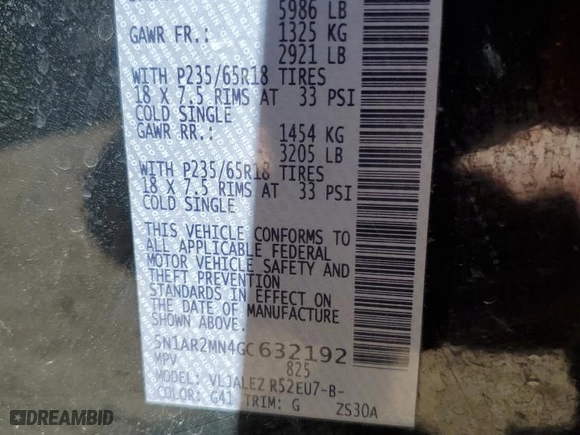 5986 LB
GAWR FR.: 1325 KG
2921 LB
WITH P235/65R18 TIRES
18 X 7.5 RIMS AT 33 PSI
COLD SINGLE
GAWR RR.: 1454 KG
3205 LB
WITH P235/65R18 TIRES
18 X 7.5 RIMS AT 33 PSI
COLD SINGLE
THIS VEHICLE CONFORMS TO
ALL APPLICABLE FEDERAL
MOTOR VEHICLE SAFETY AND
THEFT PREVENTION
STANDARDS IN EFFECT ON
THE DATE OF MANUFACTURE
SHOWN ABOVE.
5N1AR2MN4GC632192
MPV 825
MODEL: VLJALEZ R52EU7-B-
COLOR: G41 TRIM: G ZS30A
DREAMBID